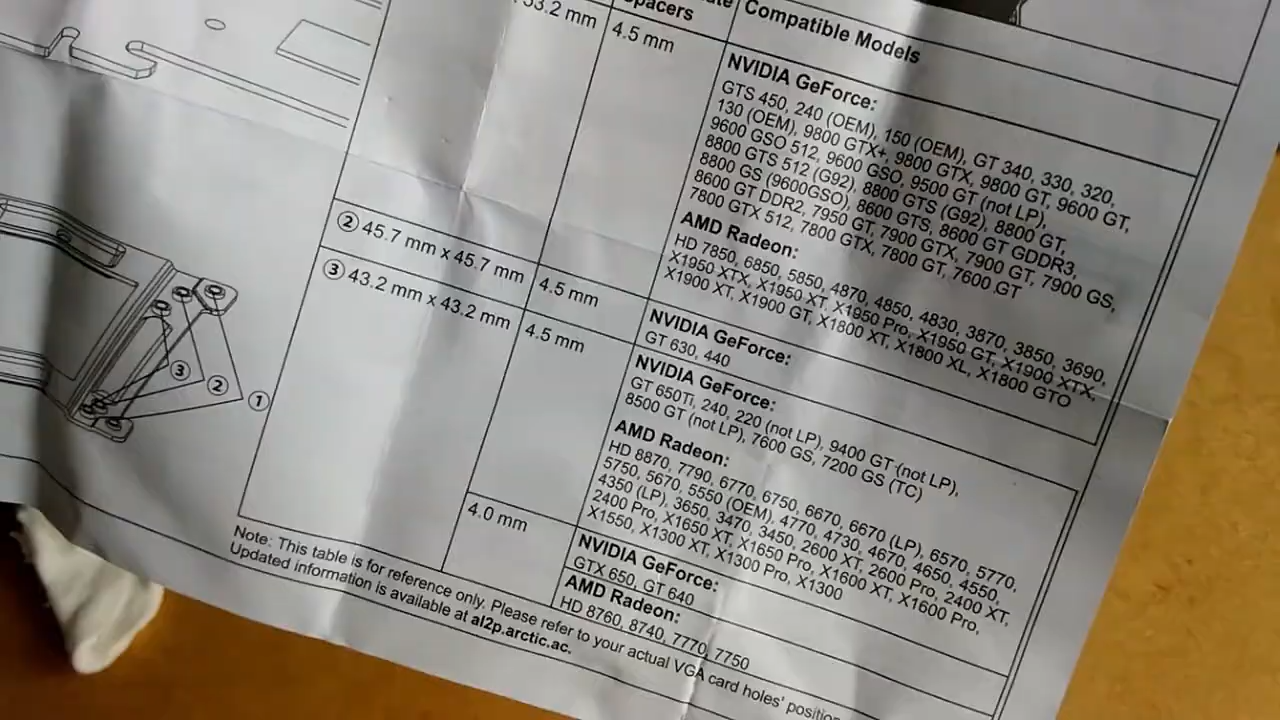 Compatible Models
pacers
53.2 mm
4.5 mm
NVIDIA GeForce:
GTS 450, 240 (OEM), 150 (OEM), GT 340, 330, 320,
130 (OEM), 9800 GTX+, 9800 GTX, 9800 GT, 9600 GT,
9600 GSO 512, 9600 GSO, 9500 GT (not LP),
8800 GTS 512 (G92), 8800 GTS (G92), 8800 GT,
8800 GS (9600GSO), 8600 GTS, 8600 GT GDDR3,
8600 GT DDR2, 7950 GT, 7900 GTX, 7900 GT, 7900 GS,
7800 GTX 512, 7800 GTX, 7800 GT, 7600 GT
AMD Radeon:
HD 7850, 6850, 5850, 4870, 4850, 4830, 3870, 3850, 3690,
X1950 XTX, X1950 XT, X1950 Pro, X1950 GT, X1900 XTX,
X1900 XT, X1900 GT, X1800 XT, X1800 XL, X1800 GTO
② 45.7 mm x 45.7 mm
4.5 mm
NVIDIA GeForce:
GT 630, 440
③ 43.2 mm x 43.2 mm
4.5 mm
NVIDIA GeForce:
GT 650Ti, 240, 220 (not LP), 9400 GT (not LP),
8500 GT (not LP), 7600 GS, 7200 GS (TC)
AMD Radeon:
HD 8870, 7790, 6770, 6750, 6670, 6670 (LP), 6570, 5770,
5750, 5670, 5550 (OEM), 4770, 4730, 4670, 4650, 4550,
4350 (LP), 3650, 3470, 3450, 2600 XT, 2600 Pro, 2400 XT,
2400 Pro, X1650 XT, X1650 Pro, X1600 XT, X1600 Pro,
X1550, X1300 XT, X1300 Pro, X1300
4.0 mm
NVIDIA GeForce:
GTX 650, GT 640
AMD Radeon:
HD 8760, 8740, 7770, 7750
③
②
①
Note: This table is for reference only. Please refer to your actual VGA card holes' position
Updated information is available at al2p.arctic.ac.